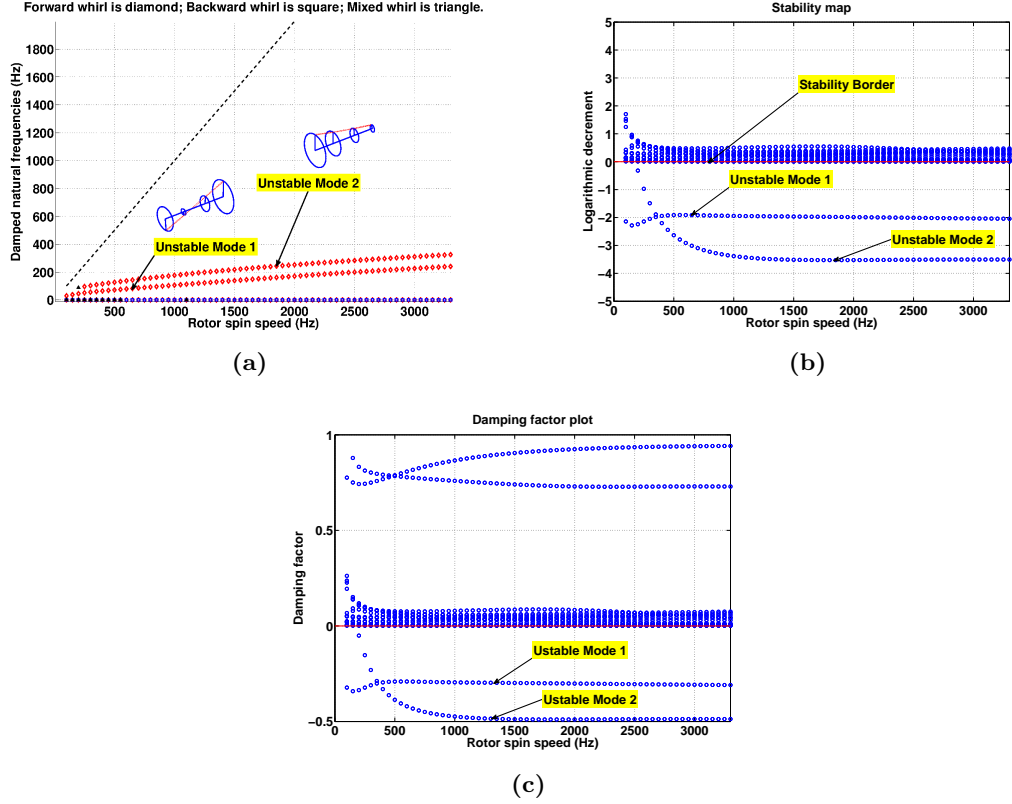 Forward whirl is diamond; Backward whirl is square; Mixed whirl is triangle.
Damped natural frequencies (Hz)
1800
1600
1400
1200
1000
800
600
400
200
0
Unstable Mode 2
Unstable Mode 1
500 1000 1500 2000 2500 3000
Rotor spin speed (Hz)
(a)
Stability map
Logarithmic decrement
5
4
3
2
1
0
−1
−2
−3
−4
−5
Stability Border
Unstable Mode 1
Unstable Mode 2
0 500 1000 1500 2000 2500 3000
Rotor spin speed (Hz)
(b)
Damping factor plot
Damping factor
1
0.5
0
−0.5
Ustable Mode 1
Ustable Mode 2
0 500 1000 1500 2000 2500 3000
Rotor spin speed (Hz)
(c)